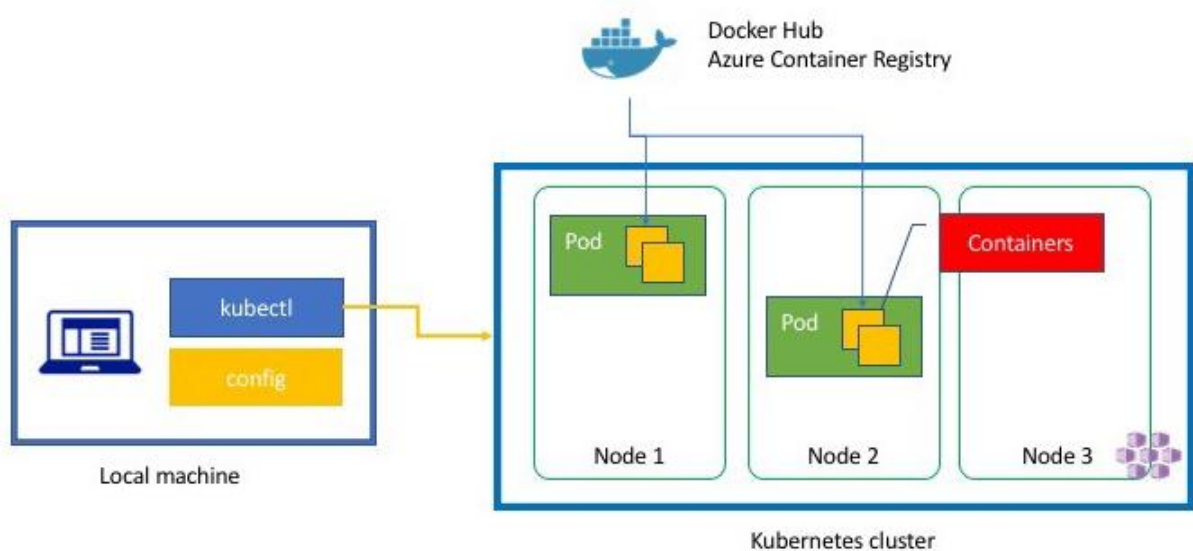 Docker Hub
Azure Container Registry
Pod
Containers
kubectl
Pod
config
Node 1
Node 2
Node 3
Local machine
Kubernetes cluster